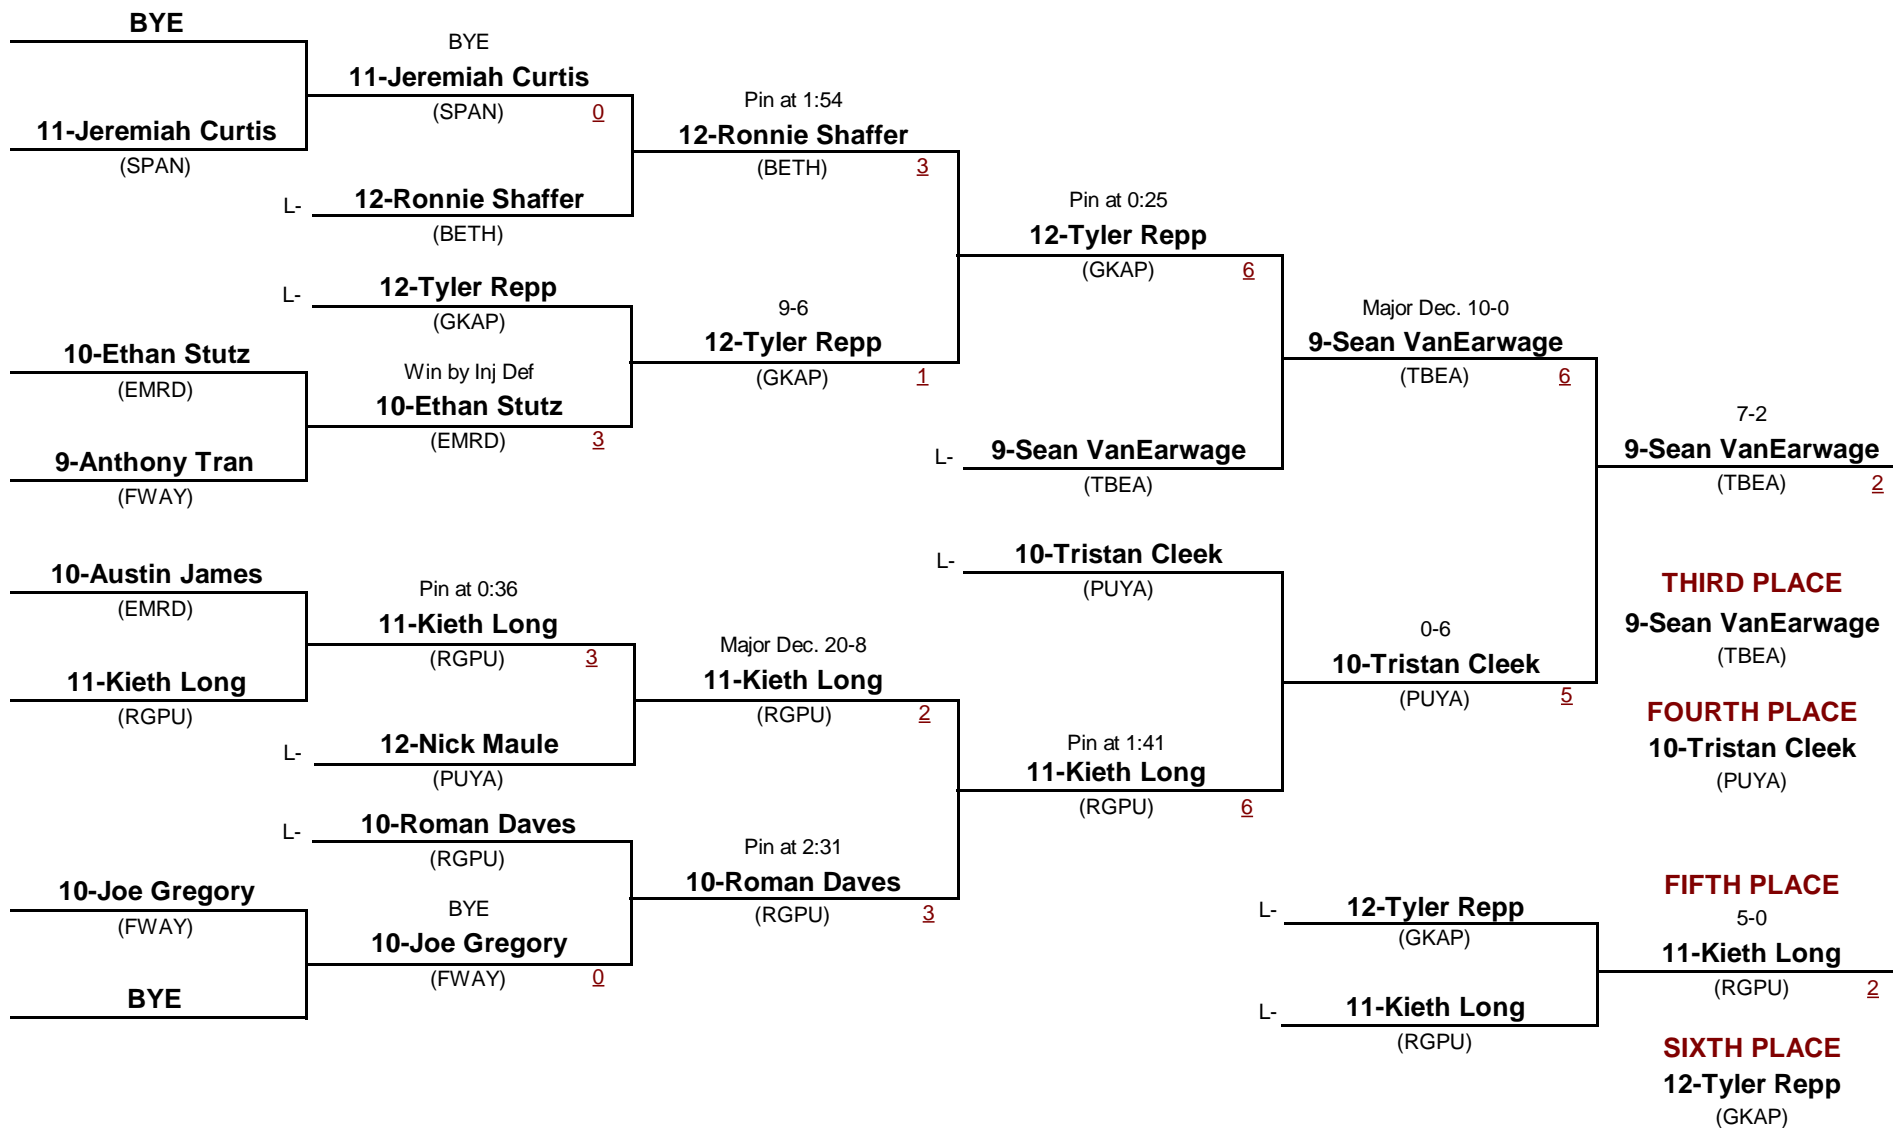 BYE
11-Jeremiah Curtis
(SPAN)
10-Ethan Stutz
(EMRD)
9-Anthony Tran
(FWAY)
10-Austin James
(EMRD)
11-Kieth Long
(RGPU)
10-Joe Gregory
(FWAY)
BYE
BYE
11-Jeremiah Curtis
(SPAN) 0
L- 12-Ronnie Shaffer
(BETH)
L- 12-Tyler Repp
(GKAP)
Win by Inj Def
10-Ethan Stutz
(EMRD) 3
Pin at 0:36
11-Kieth Long
(RGPU) 3
L- 12-Nick Maule
(PUYA)
L- 10-Roman Daves
(RGPU)
BYE
10-Joe Gregory
(FWAY) 0
Pin at 1:54
12-Ronnie Shaffer
(BETH) 3
9-6
12-Tyler Repp
(GKAP) 1
Major Dec. 20-8
11-Kieth Long
(RGPU) 2
Pin at 2:31
10-Roman Daves
(RGPU) 3
Pin at 0:25
12-Tyler Repp
(GKAP) 6
L- 9-Sean VanEarwage
(TBEA)
L- 10-Tristan Cleek
(PUYA)
Pin at 1:41
11-Kieth Long
(RGPU) 6
Major Dec. 10-0
9-Sean VanEarwage
(TBEA) 6
0-6
10-Tristan Cleek
(PUYA) 5
L- 12-Tyler Repp
(GKAP)
L- 11-Kieth Long
(RGPU)
7-2
9-Sean VanEarwage
(TBEA) 2
THIRD PLACE
9-Sean VanEarwage
(TBEA)
FOURTH PLACE
10-Tristan Cleek
(PUYA)
FIFTH PLACE
5-0
11-Kieth Long
(RGPU) 2
SIXTH PLACE
12-Tyler Repp
(GKAP)